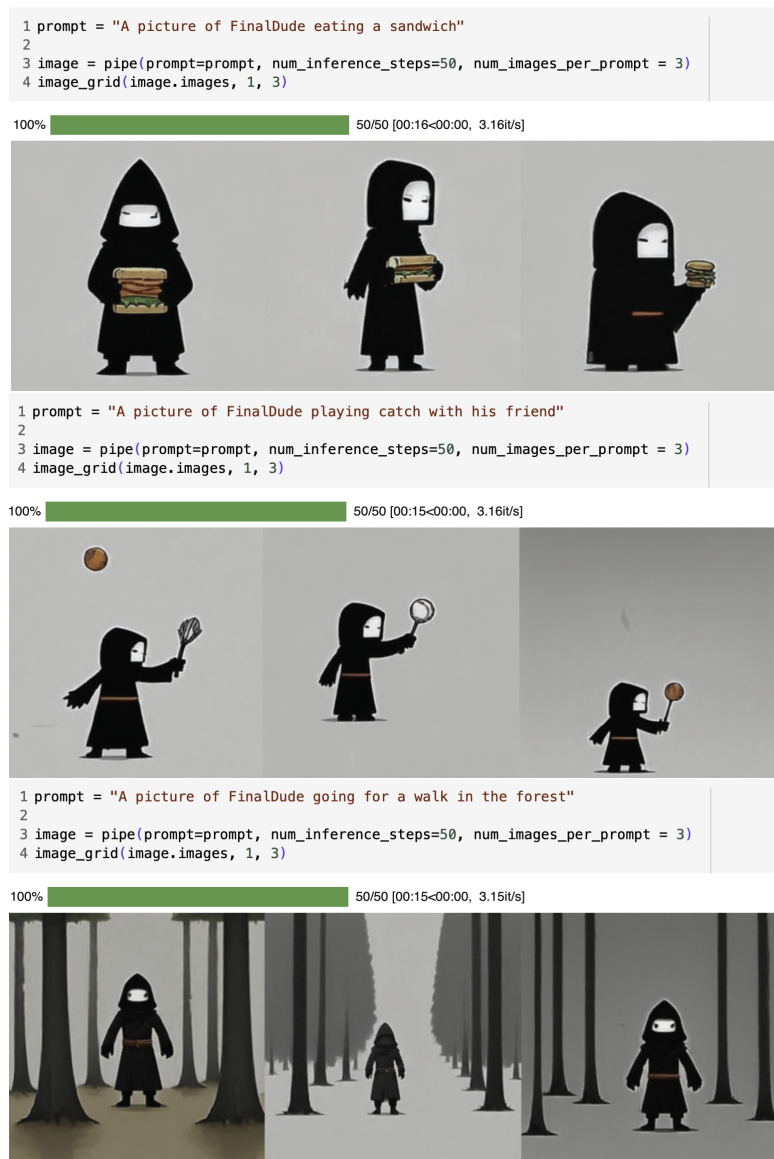 1 prompt = "A picture of FinalDude eating a sandwich"
2
3 image = pipe(prompt=prompt, num_inference_steps=50, num_images_per_prompt = 3)
4 image_grid(image.images, 1, 3)
100% 50/50 [00:16<00:00, 3.16it/s]
1 prompt = "A picture of FinalDude playing catch with his friend"
2
3 image = pipe(prompt=prompt, num_inference_steps=50, num_images_per_prompt = 3)
4 image_grid(image.images, 1, 3)
100% 50/50 [00:15<00:00, 3.16it/s]
1 prompt = "A picture of FinalDude going for a walk in the forest"
2
3 image = pipe(prompt=prompt, num_inference_steps=50, num_images_per_prompt = 3)
4 image_grid(image.images, 1, 3)
100% 50/50 [00:15<00:00, 3.15it/s]